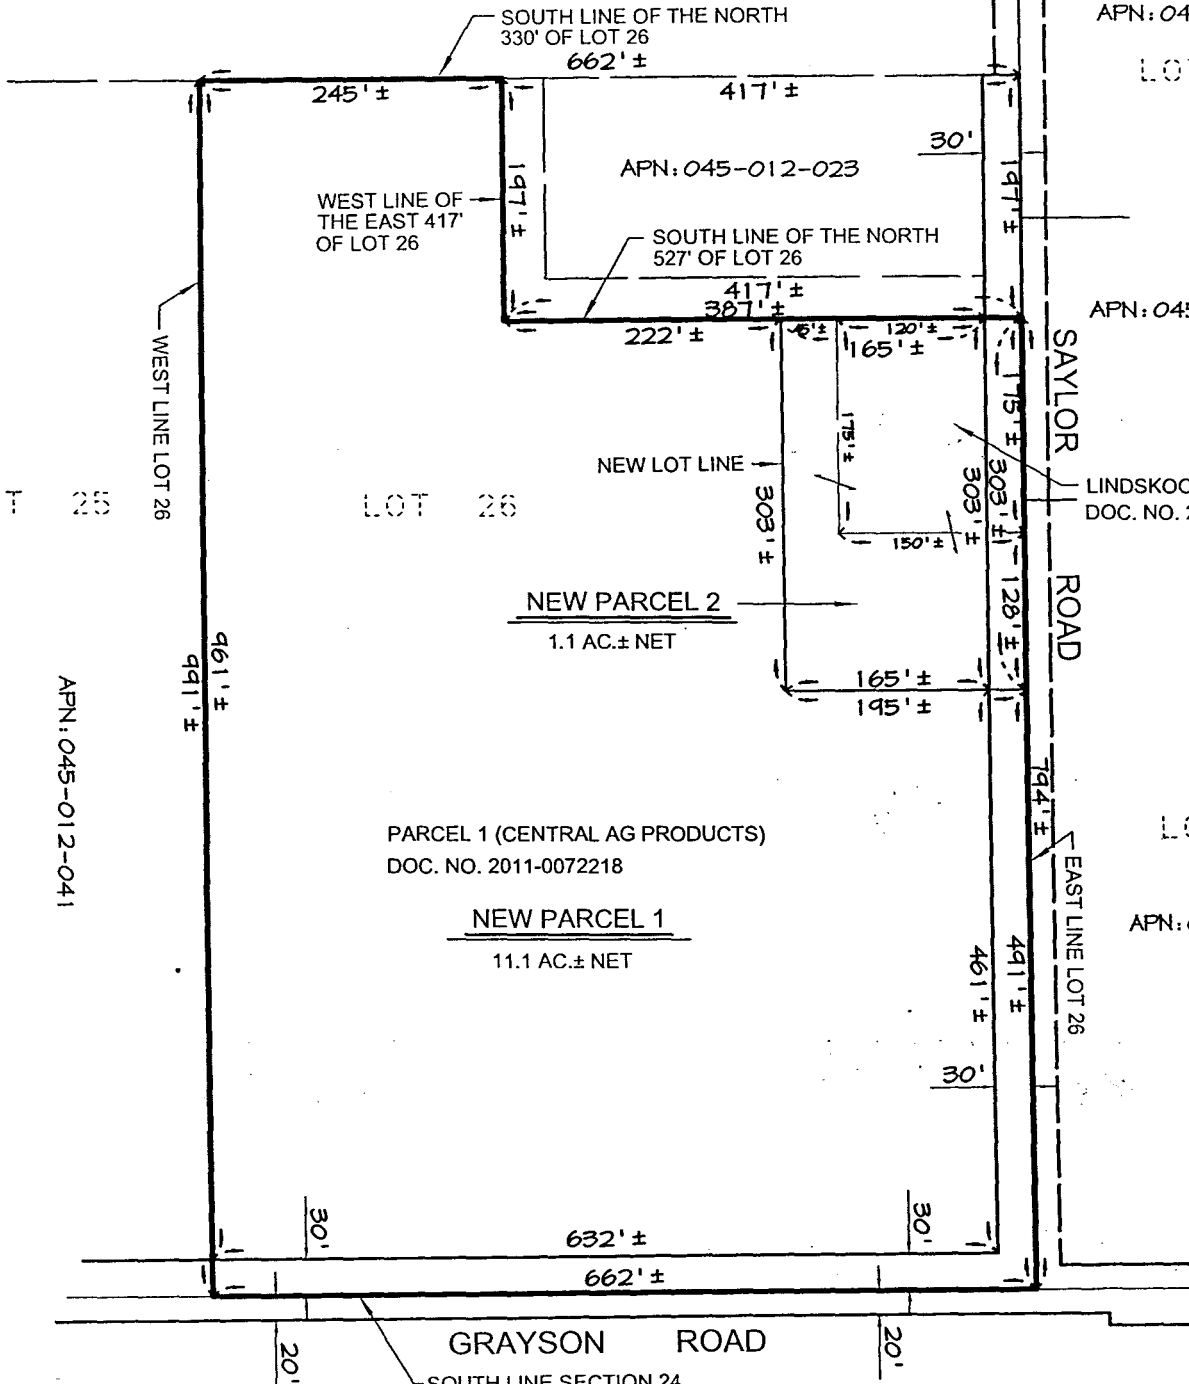 SOUTH LINE OF THE NORTH
330' OF LOT 26
662'±
APN: 04
LOT
245'±
417'±
30'
APN: 045-012-023
197'±
197'±
WEST LINE OF
THE EAST 417'
OF LOT 26
SOUTH LINE OF THE NORTH
527' OF LOT 26
417'±
387'±
APN: 045
222'±
45'±
120'±
165'±
SAYLOR ROAD
WEST LINE LOT 26
175'±
175'±
NEW LOT LINE
303'±
303'±
303'±
LINDSKOO
DOC. NO. 2
T 25
LOT 26
150'±
128'±
NEW PARCEL 2
1.1 AC.± NET
961'±
991'±
165'±
195'±
APN: 045-012-041
794'±
PARCEL 1 (CENTRAL AG PRODUCTS)
DOC. NO. 2011-0072218
LO
EAST LINE LOT 26
NEW PARCEL 1
11.1 AC.± NET
APN:
461'±
491'±
30'
30'
30'
632'±
662'±
GRAYSON ROAD
20'
20'
SOUTH LINE SECTION 24